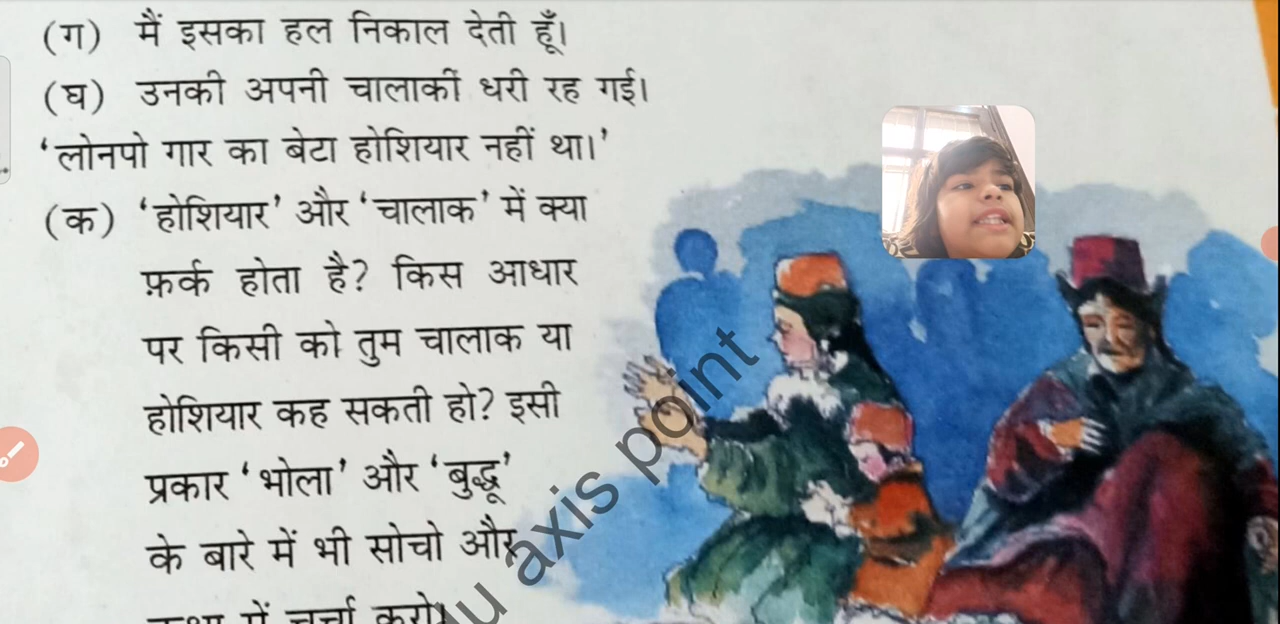 (ग) मैं इसका हल निकाल देती हूँ।
(घ) उनकी अपनी चालाकी धरी रह गई।
'लोनपो गार का बेटा होशियार नहीं था।'
(क) 'होशियार' और 'चालाक' में क्या
फ़र्क होता है? किस आधार
पर किसी को तुम चालाक या
होशियार कह सकती हो? इसी
प्रकार 'भोला' और 'बुद्धू'
के बारे में भी सोचो और
में चर्चा करो।
axis point